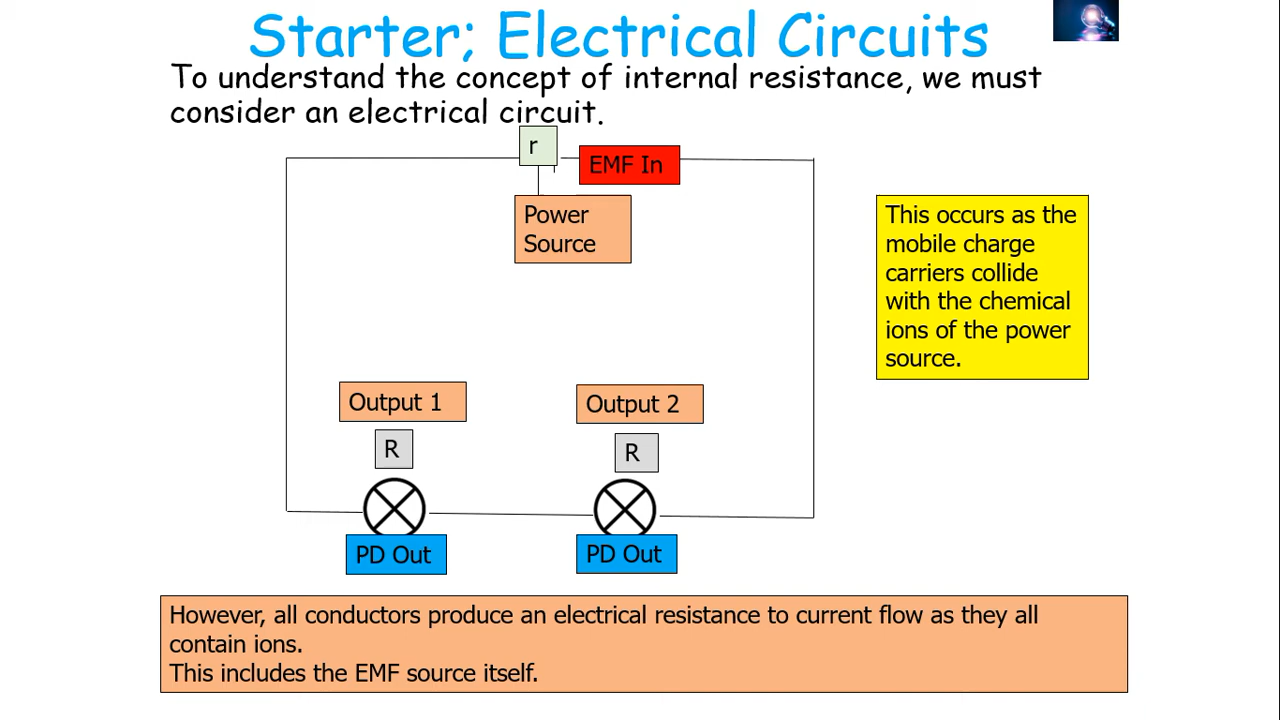 Starter; Electrical Circuits
To understand the concept of internal resistance, we must
consider an electrical circuit.
r
EMF In
Power
Source
This occurs as the
mobile charge
carriers collide
with the chemical
ions of the power
source.
Output 1
Output 2
R
R
PD Out
PD Out
However, all conductors produce an electrical resistance to current flow as they all
contain ions.
This includes the EMF source itself.